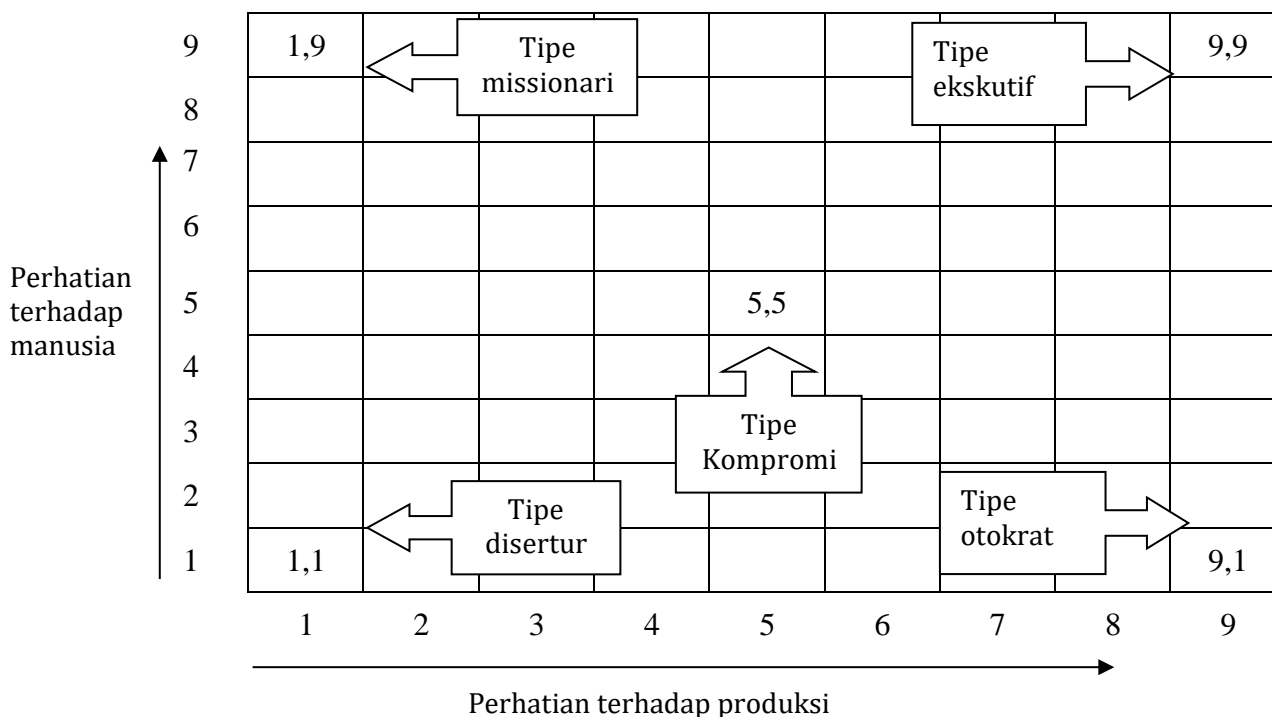 9 1,9 Tipe missionari Tipe ekskutif 9,9
8
7
6
Perhatian terhadap manusia
5 5,5
4
3
Tipe Kompromi
2
Tipe disertur
Tipe otokrat
1 1,1 9,1
1 2 3 4 5 6 7 8 9
Perhatian terhadap produksi